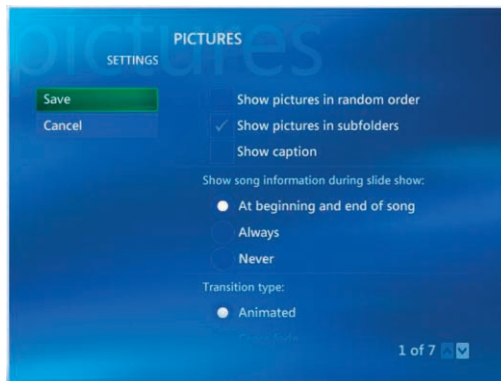 pictures
PICTURES
SETTINGS
Save
Cancel
Show pictures in random order
Show pictures in subfolders
Show caption
Show song information during slide show:
At beginning and end of song
Always
Never
Transition type:
Animated
1 of 7